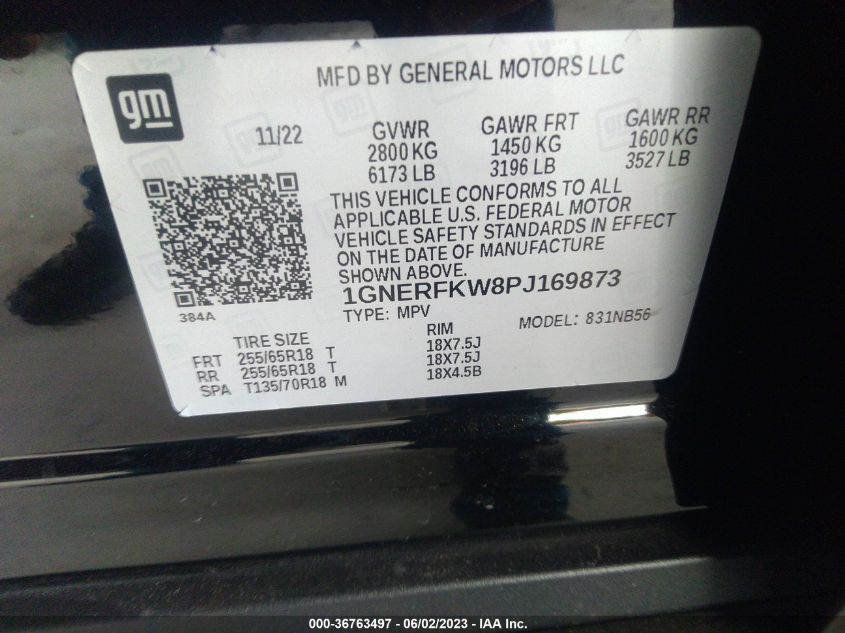 MFD BY GENERAL MOTORS LLC
gm
11/22
GVWR GAWR FRT GAWR RR
2800 KG 1450 KG 1600 KG
6173 LB 3196 LB 3527 LB
THIS VEHICLE CONFORMS TO ALL
APPLICABLE U.S. FEDERAL MOTOR
VEHICLE SAFETY STANDARDS IN EFFECT
ON THE DATE OF MANUFACTURE
SHOWN ABOVE.
384A
1GNERFKW8PJ169873
TYPE: MPV MODEL: 831NB56
TIRE SIZE RIM
FRT 255/65R18 T 18X7.5J
RR 255/65R18 T 18X7.5J
SPA T135/70R18 M 18X4.5B
000-36763497 - 06/02/2023 - IAA Inc.